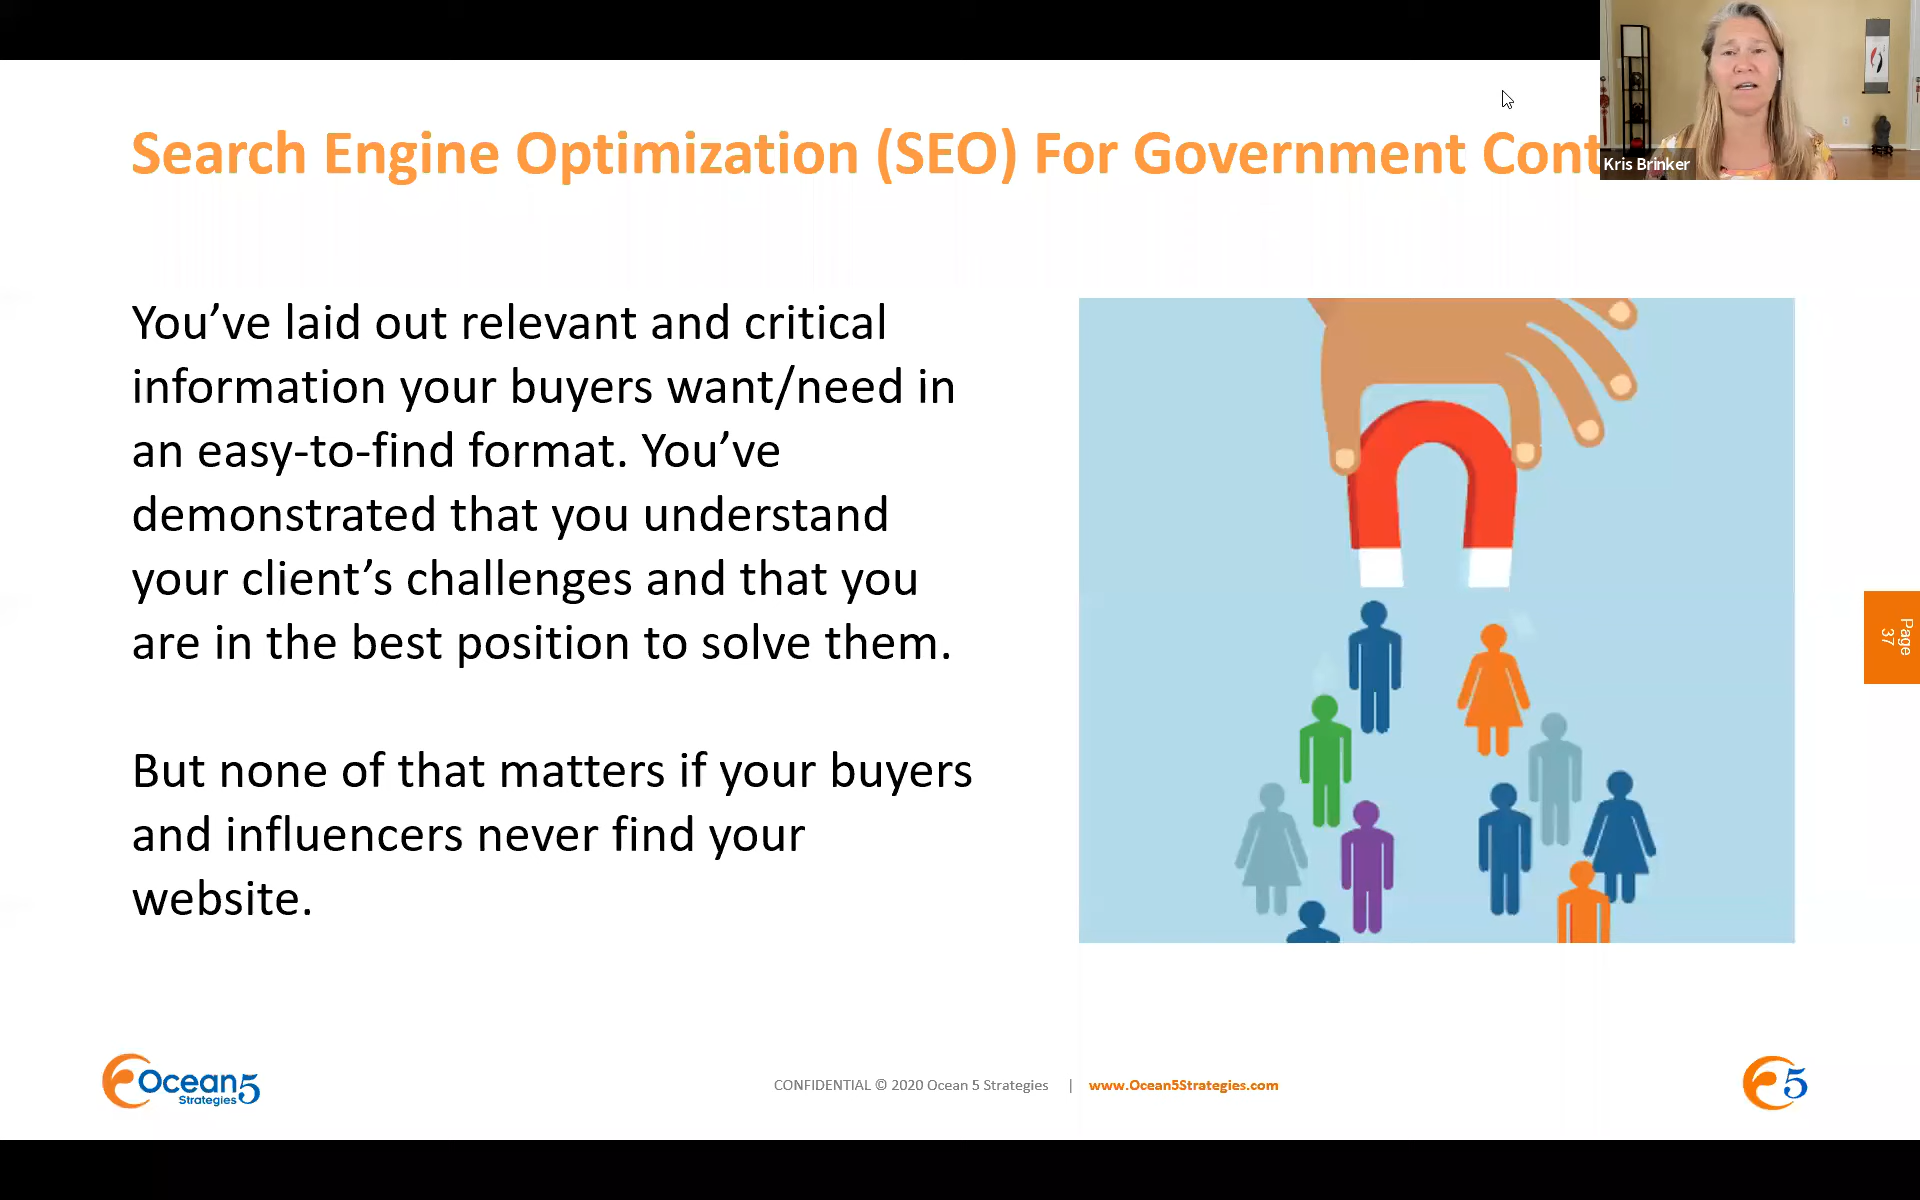 Search Engine Optimization (SEO) For Government Cont
Kris Brinker
You’ve laid out relevant and critical
information your buyers want/need in
an easy-to-find format. You’ve
demonstrated that you understand
your client’s challenges and that you
are in the best position to solve them.
But none of that matters if your buyers
and influencers never find your
website.
Page
37
Ocean5
Strategies
CONFIDENTIAL © 2020 Ocean 5 Strategies | www.Ocean5Strategies.com
5